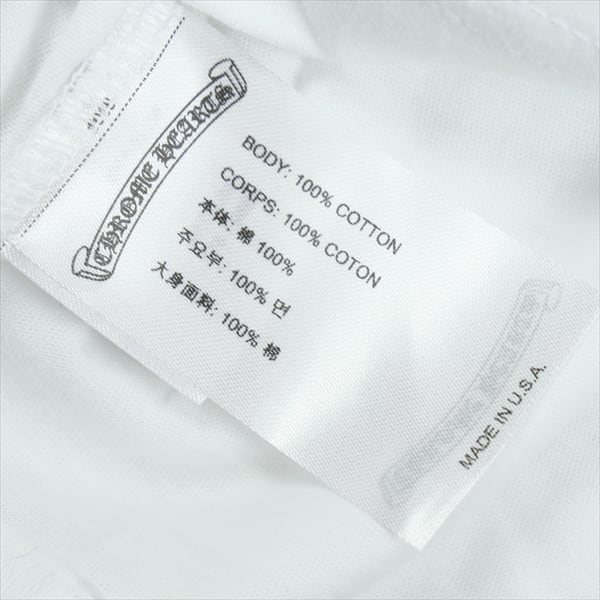 CHROME HEARTS
BODY: 100% COTTON
CORPS: 100% COTON
本体: 棉 100%
주요부: 100% 면
大身面料: 100% 棉
MADE IN U.S.A.